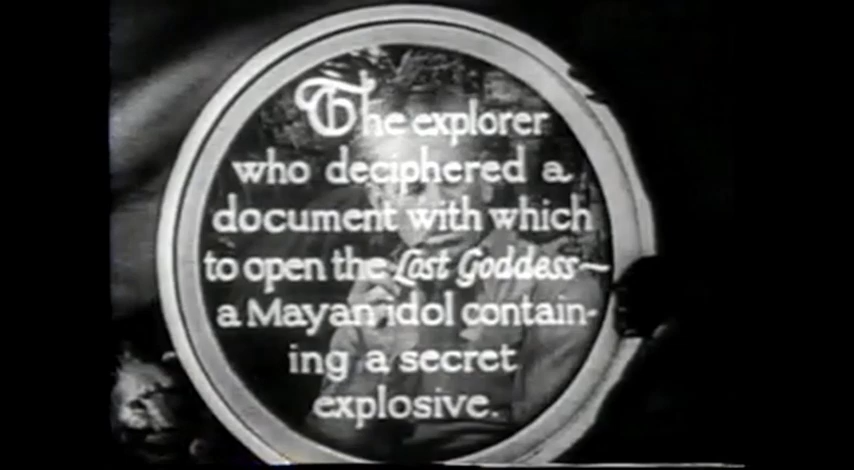 The explorer
who deciphered a
document with which
to open the Lost Goddess~
a Mayan idol contain-
ing a secret
explosive.